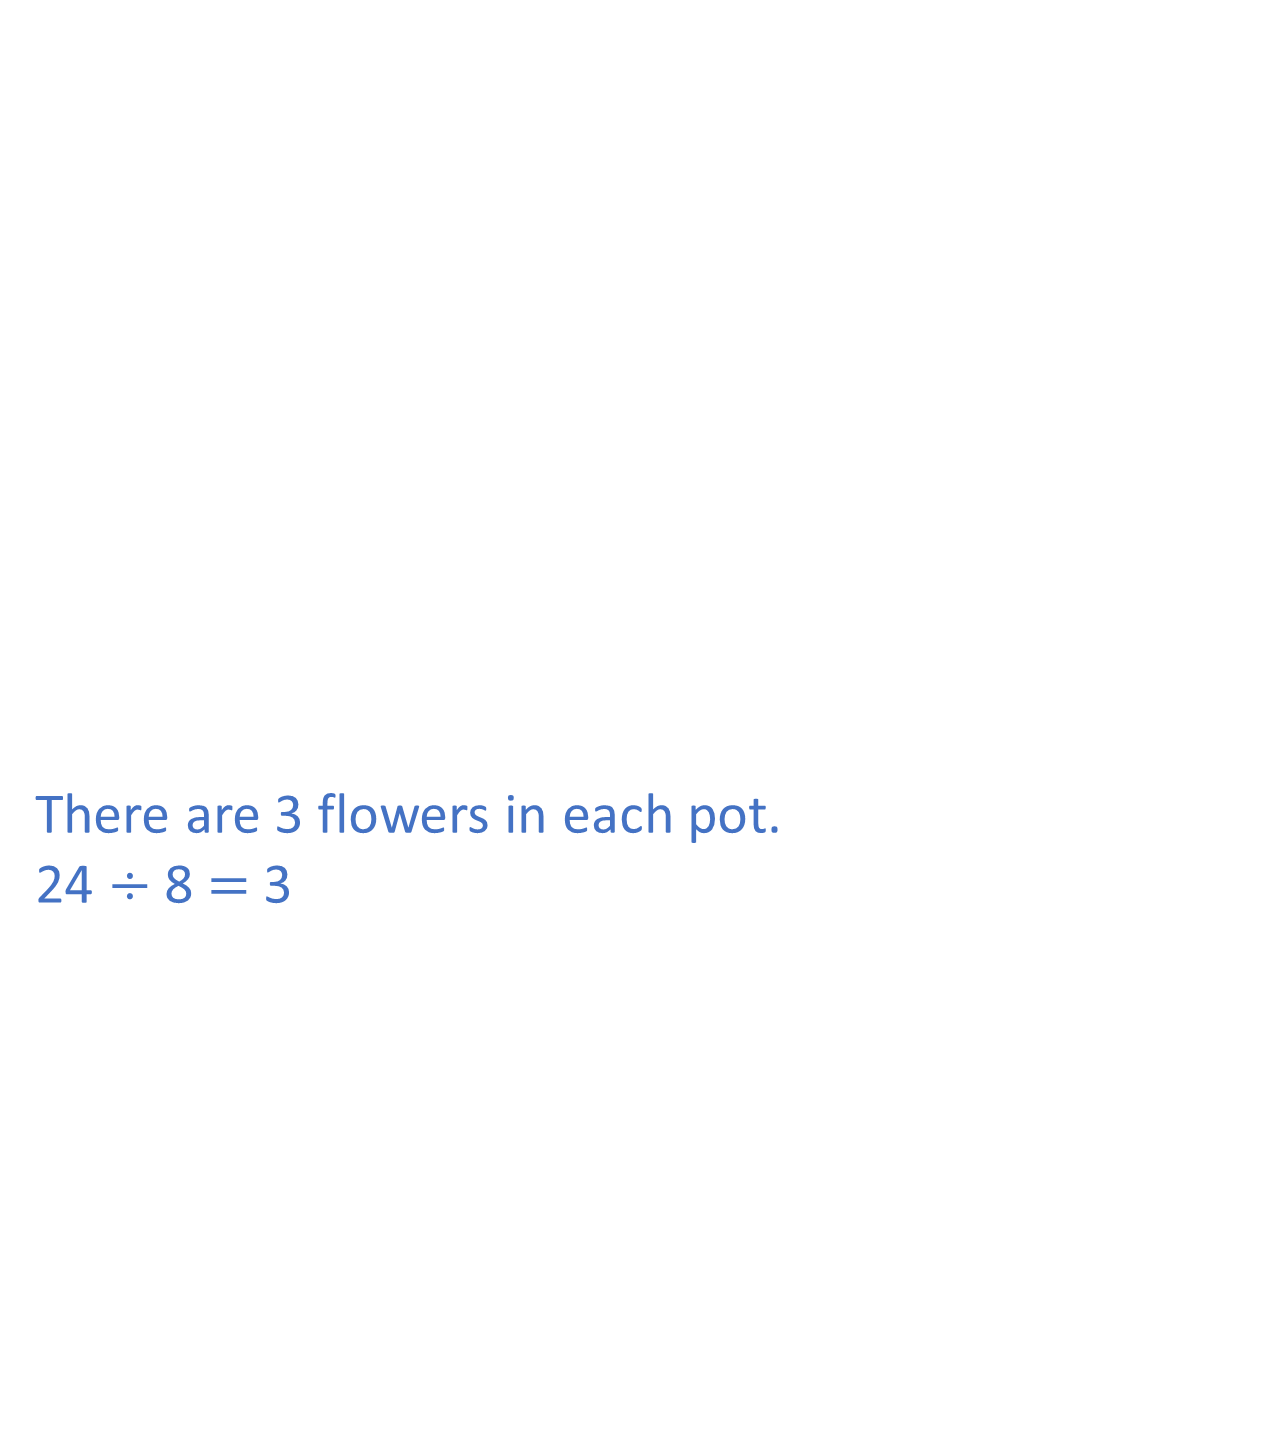 There are 3 flowers in each pot.
24 ÷ 8 = 3